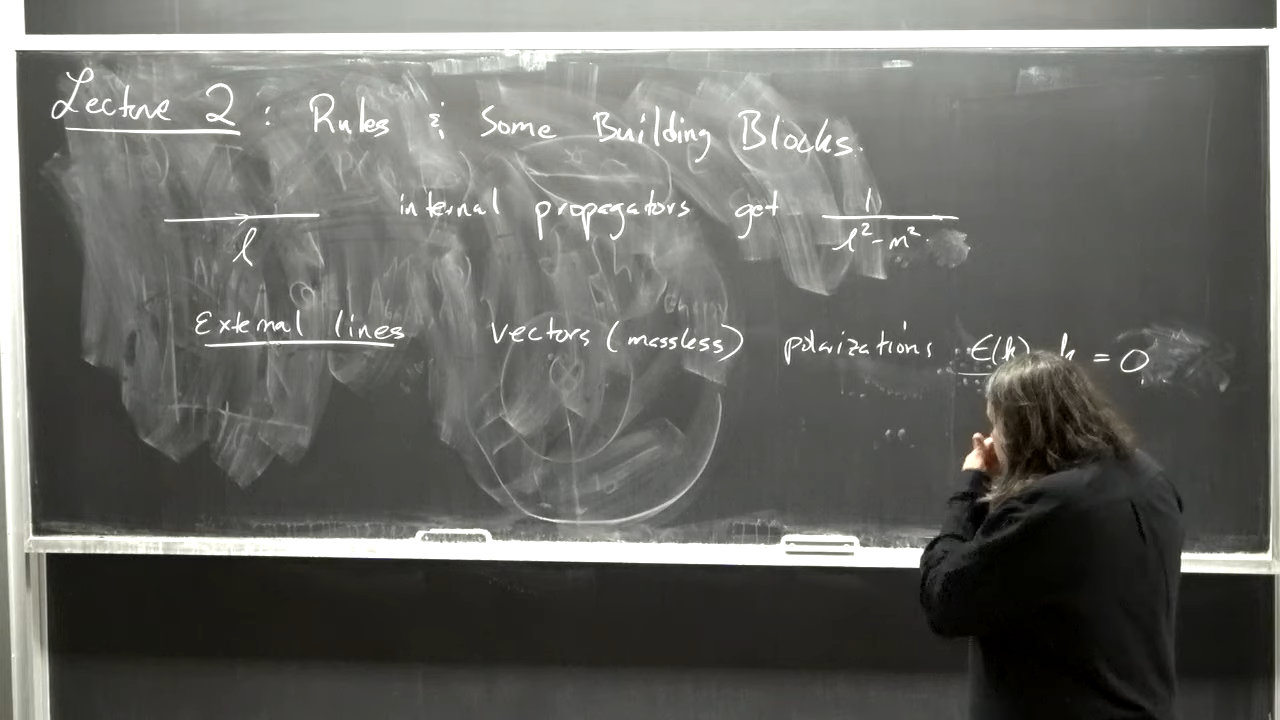 Lecture 2 : Rules & Some Building Blocks.
internal propagators get 1/(l²-m²)
l
External lines vectors (massless) polarizations ε(k) k = 0